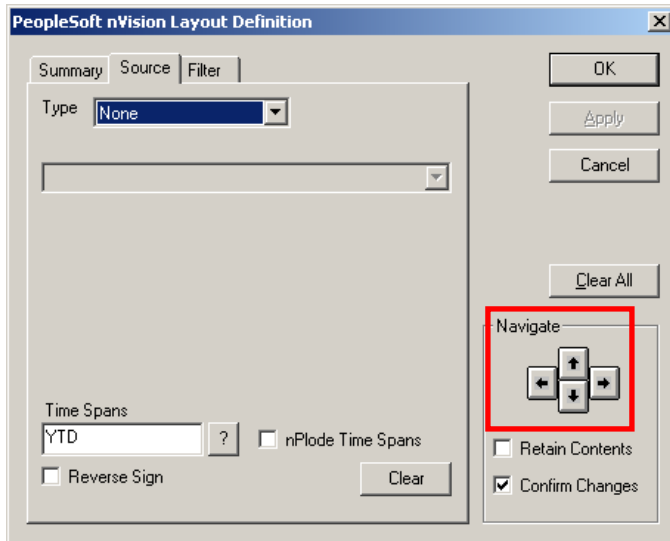 PeopleSoft nVision Layout Definition
Summary Source Filter
OK
Type None
Apply
Cancel
Clear All
Navigate
Time Spans
YTD ? nPlode Time Spans
Retain Contents
Reverse Sign Clear
Confirm Changes